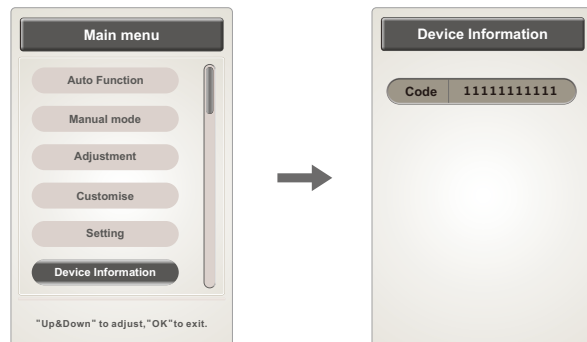 Main menu
Auto Function
Manual mode
Adjustment
Customise
Setting
Device Information
"Up&Down" to adjust,"OK"to exit.
Device Information
Code 11111111111